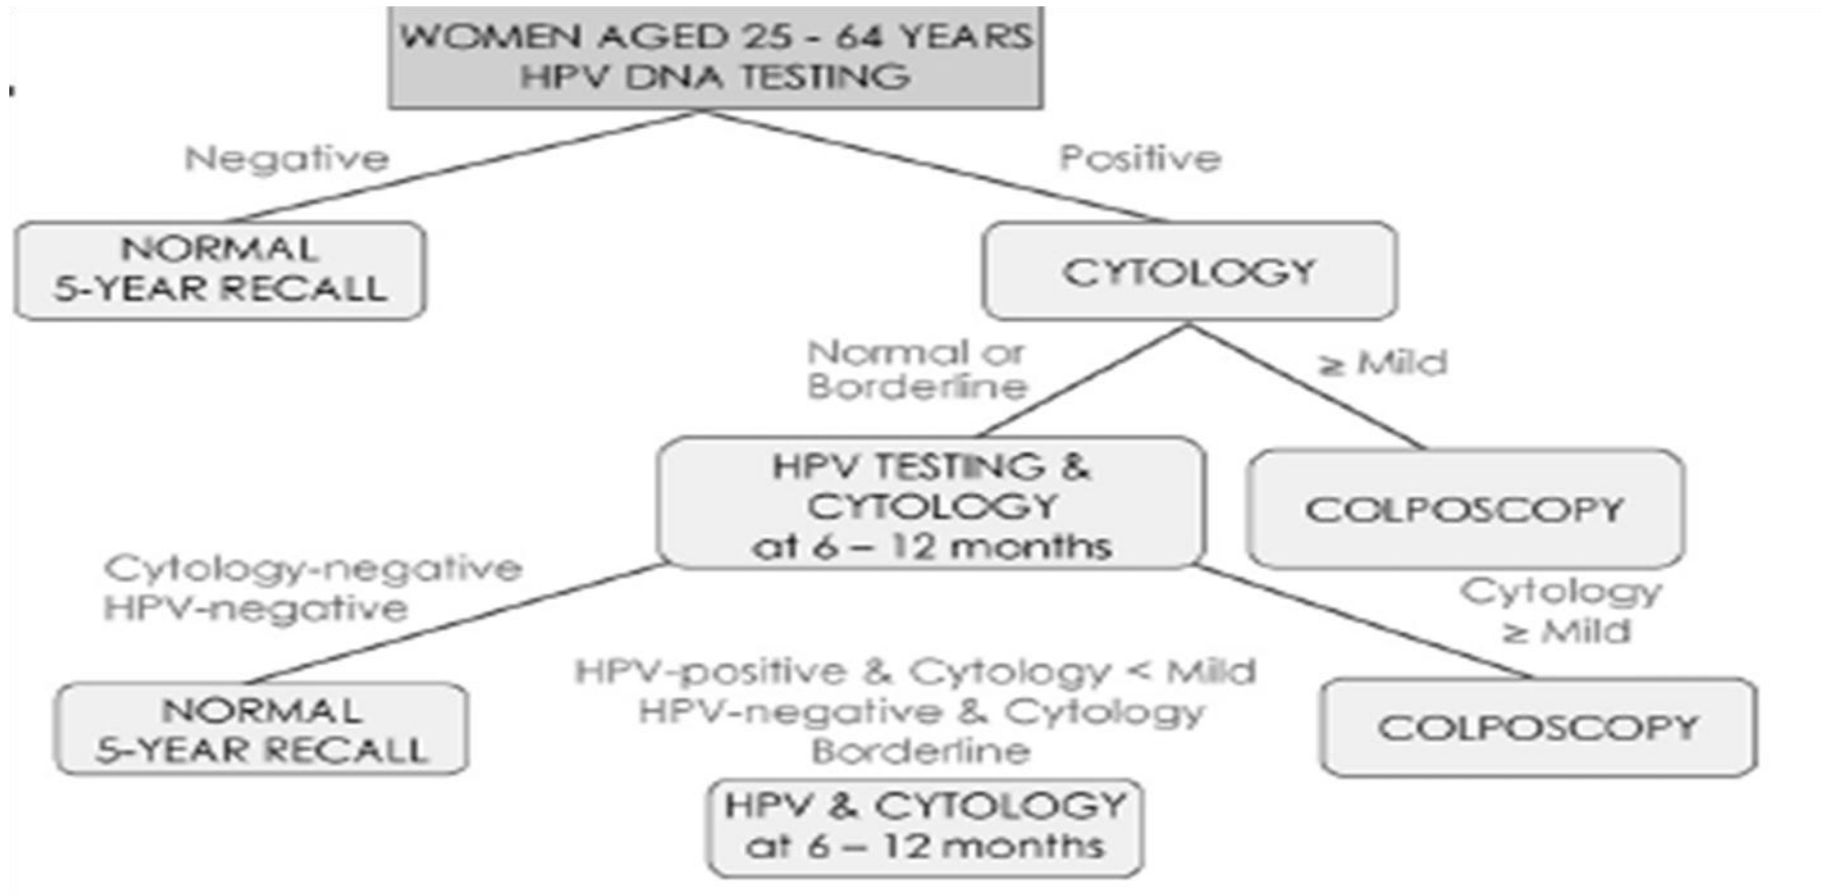 WOMEN AGED 25 - 64 YEARS
HPV DNA TESTING
Negative
Positive
NORMAL
5-YEAR RECALL
CYTOLOGY
Normal or
Borderline
≥ Mild
HPV TESTING &
CYTOLOGY
at 6 – 12 months
COLPOSCOPY
Cytology-negative
HPV-negative
Cytology
≥ Mild
HPV-positive & Cytology < Mild
HPV-negative & Cytology
Borderline
NORMAL
5-YEAR RECALL
COLPOSCOPY
HPV & CYTOLOGY
at 6 – 12 months